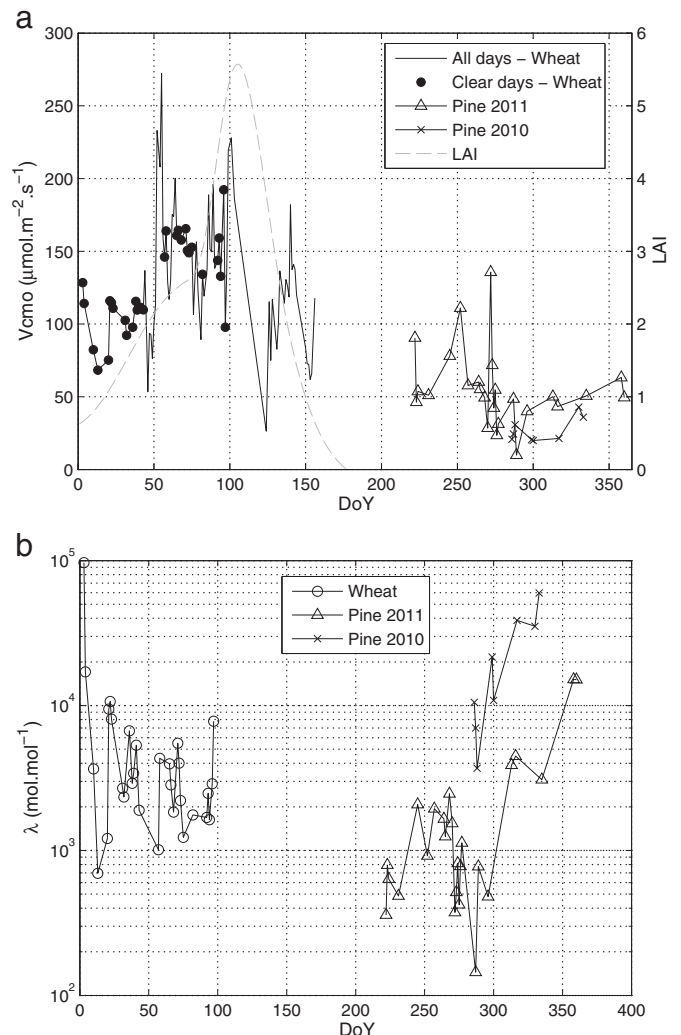 a
300
250
200
150
100
50
0
Vcmo (μmol.m⁻².s⁻¹)
0 50 100 150 200 250 300 350
DoY
6
5
4
3
2
1
0
LAI
All days – Wheat
Clear days – Wheat
Pine 2011
Pine 2010
LAI
b
10⁵
10⁴
10³
10²
λ (mol.mol⁻¹)
0 50 100 150 200 250 300 350 400
DoY
Wheat
Pine 2011
Pine 2010